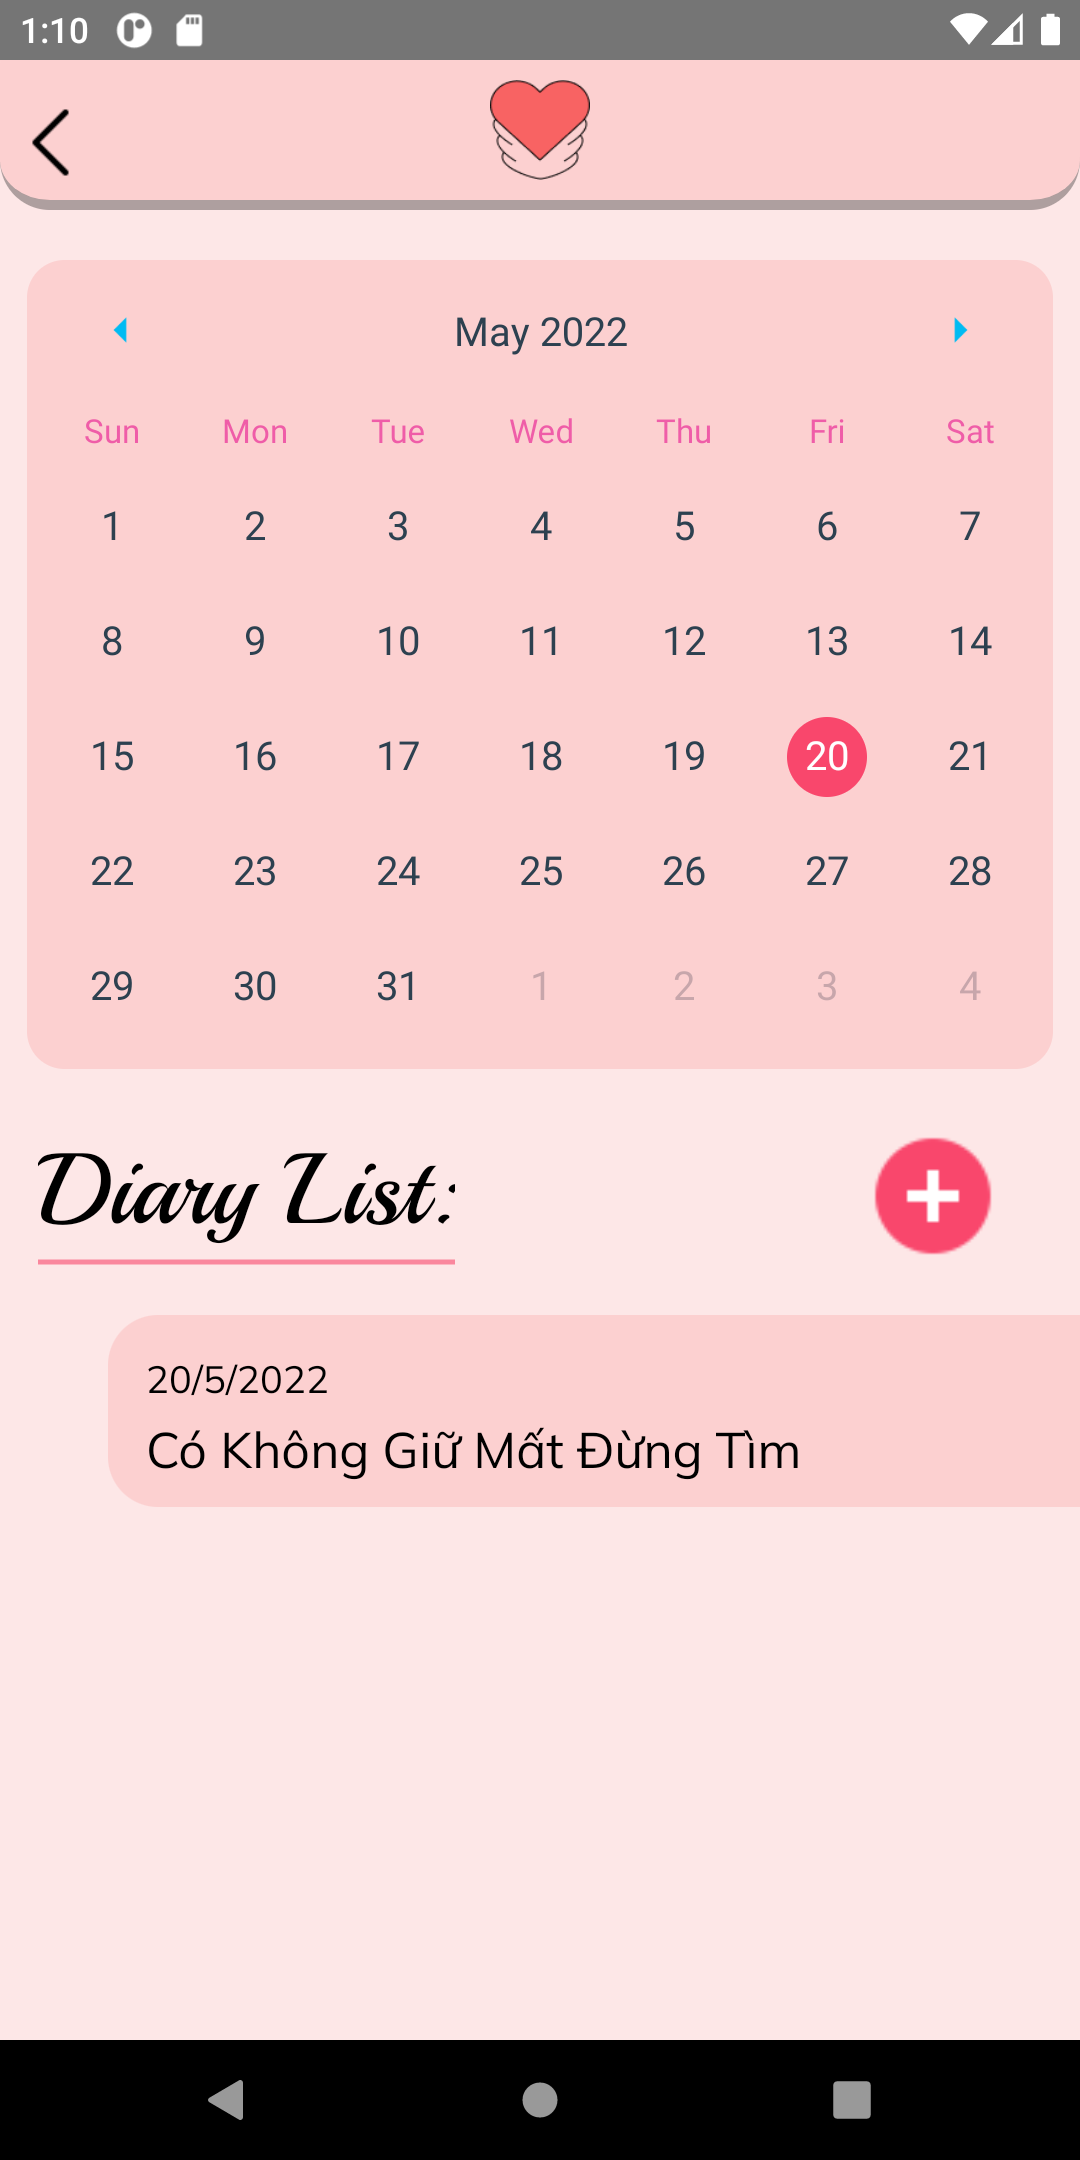 1:10
May 2022
Sun Mon Tue Wed Thu Fri Sat
1 2 3 4 5 6 7
8 9 10 11 12 13 14
15 16 17 18 19 20 21
22 23 24 25 26 27 28
29 30 31 1 2 3 4
Diary List:
20/5/2022
Có Không Giữ Mất Đừng Tìm